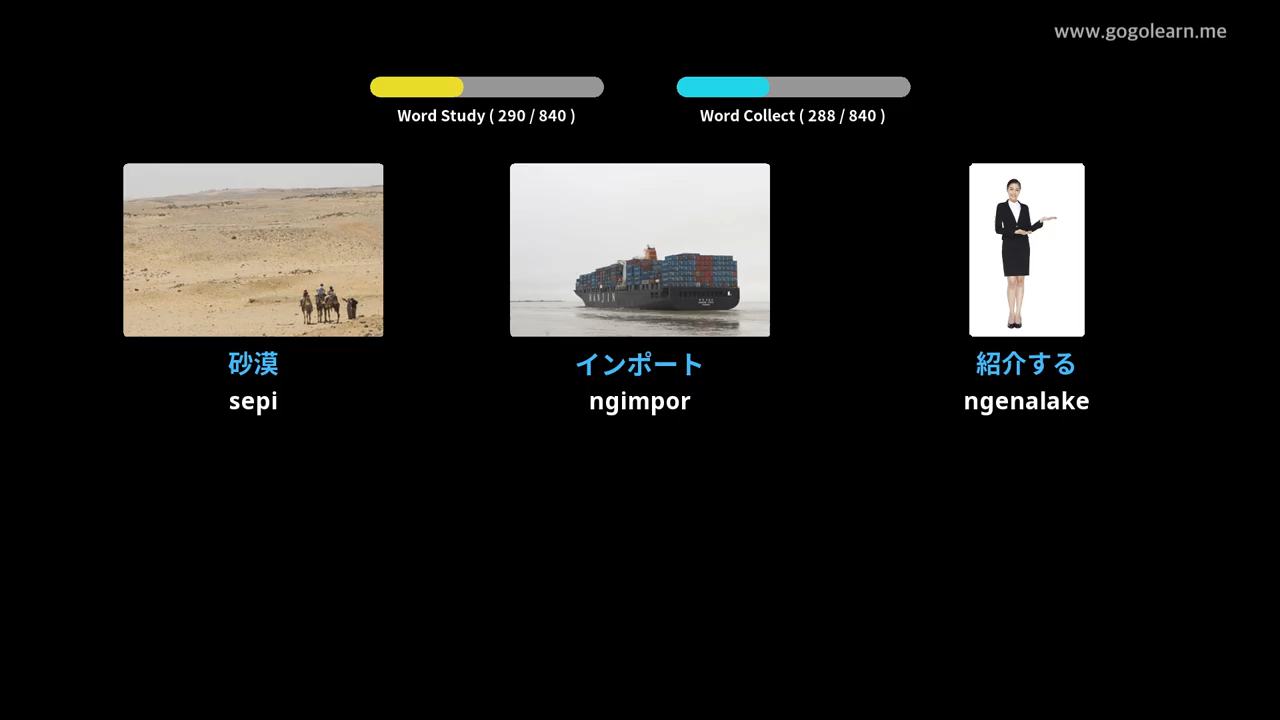 www.gogolearn.me
Word Study ( 290 / 840 )
Word Collect ( 288 / 840 )
砂漠
インポート
紹介する
sepi
ngimpor
ngenalake